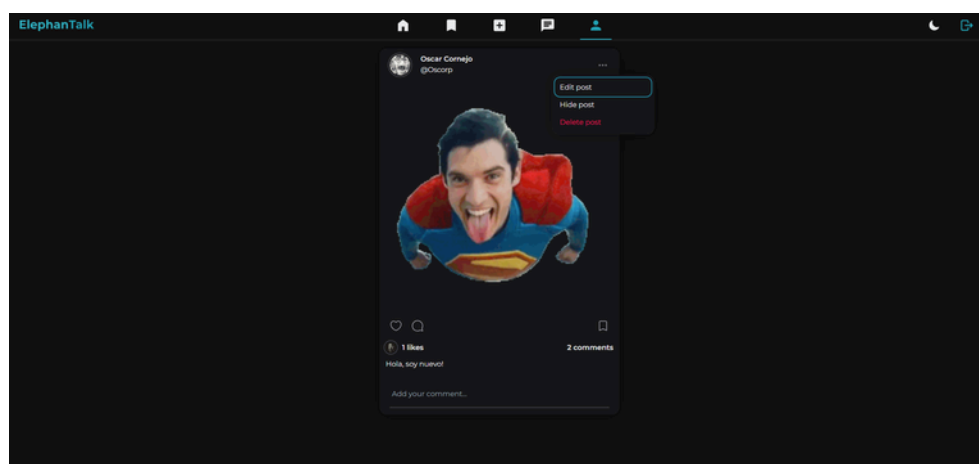 ElephanTalk
Oscar Cornejo
@Oscorp
...
Edit post
Hide post
Delete post
1 likes
2 comments
Hola, soy nuevo!
Add your comment...